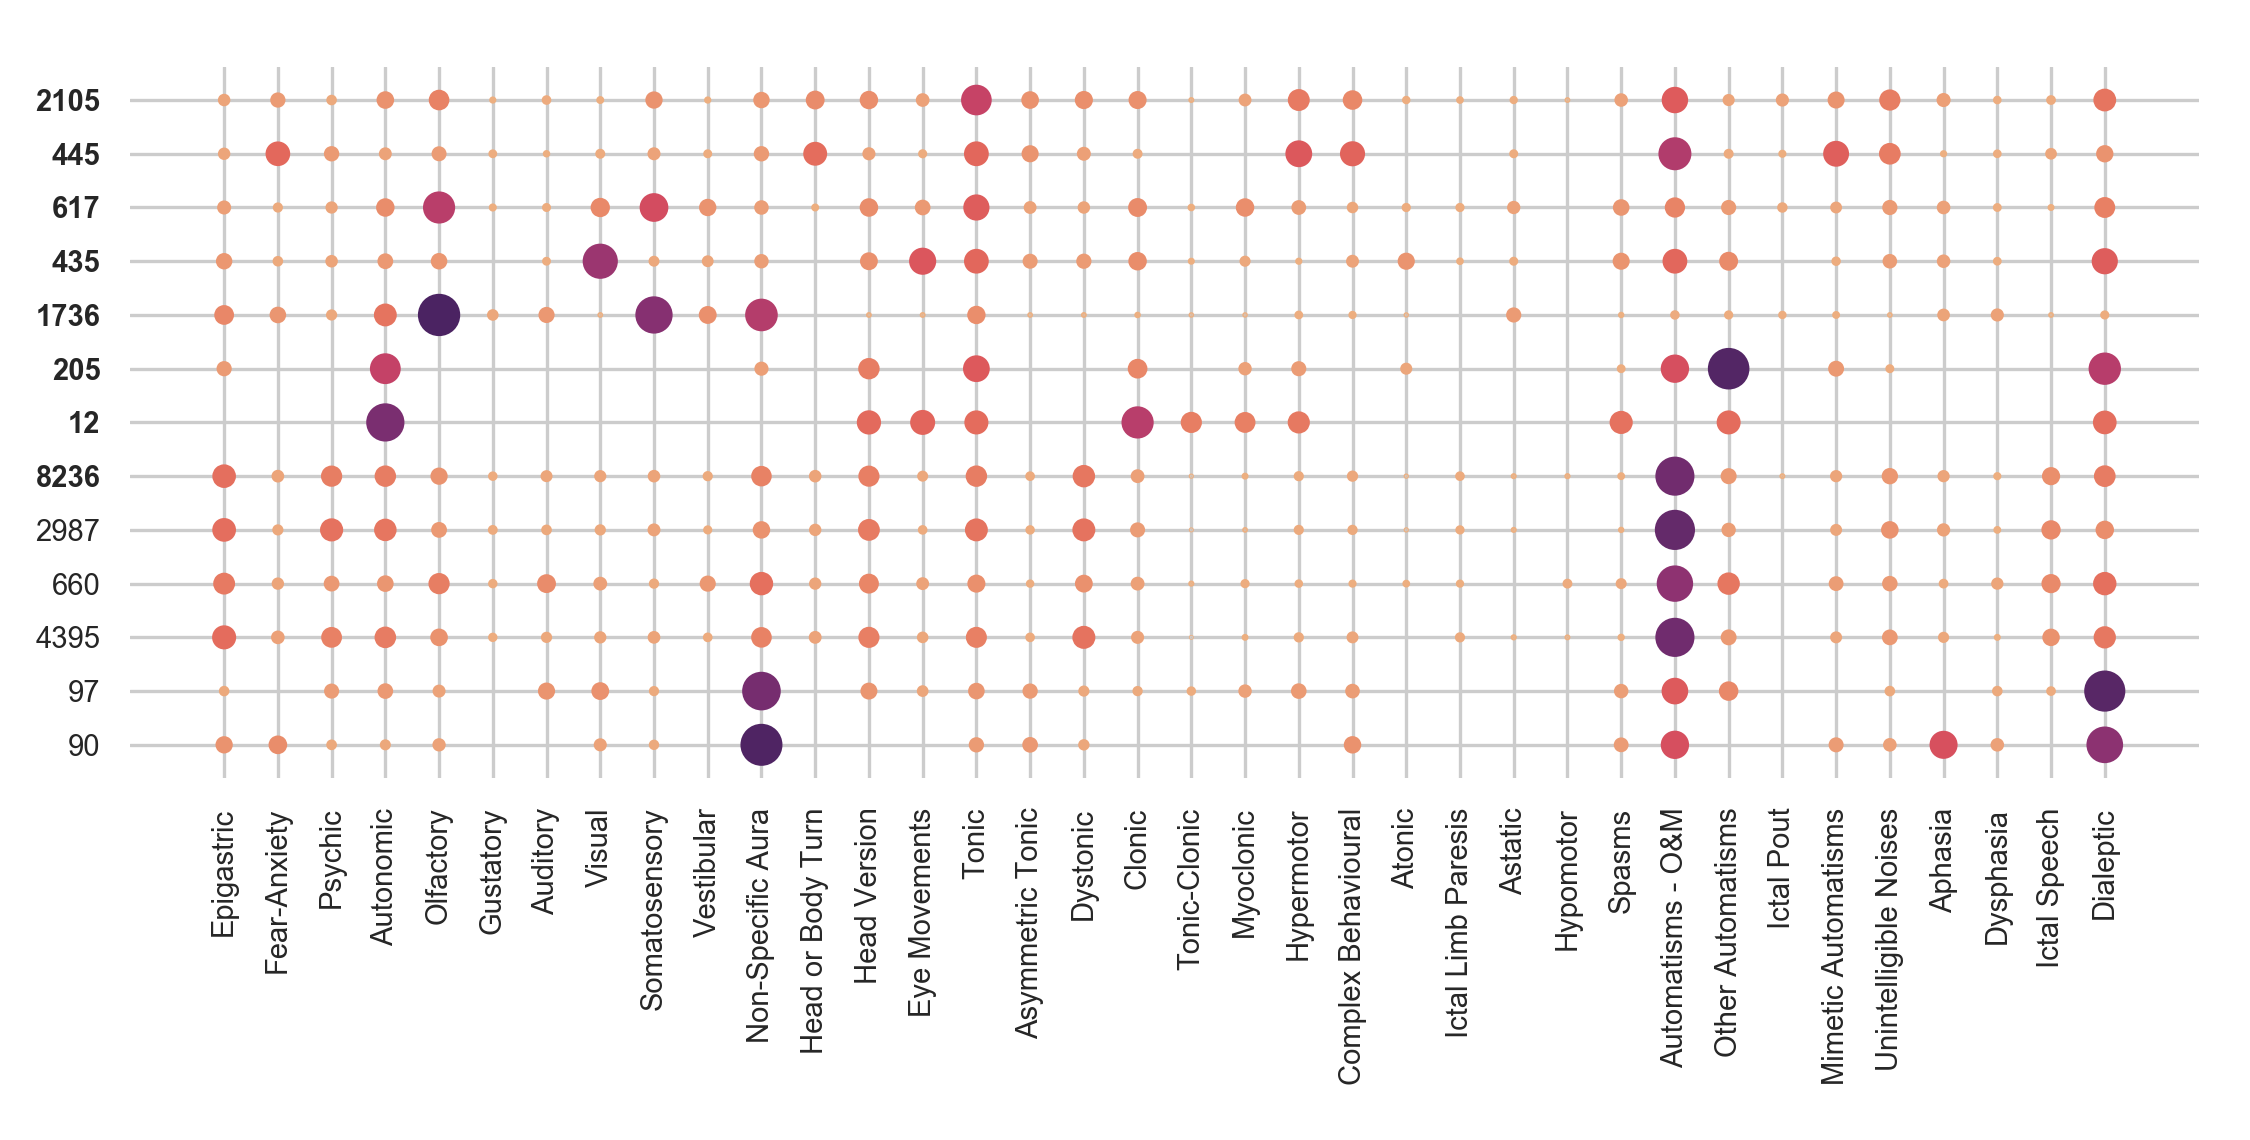 2105
445
617
435
1736
205
12
8236
2987
660
4395
97
90
Epigastric
Fear-Anxiety
Psychic
Autonomic
Olfactory
Gustatory
Auditory
Visual
Somatosensory
Vestibular
Non-Specific Aura
Head or Body Turn
Head Version
Eye Movements
Tonic
Asymmetric Tonic
Dystonic
Clonic
Tonic-Clonic
Myoclonic
Hypermotor
Complex Behavioural
Atonic
Ictal Limb Paresis
Astatic
Hypomotor
Spasms
Automatisms - O&M
Other Automatisms
Ictal Pout
Mimetic Automatisms
Unintelligible Noises
Aphasia
Dysphasia
Ictal Speech
Dialeptic